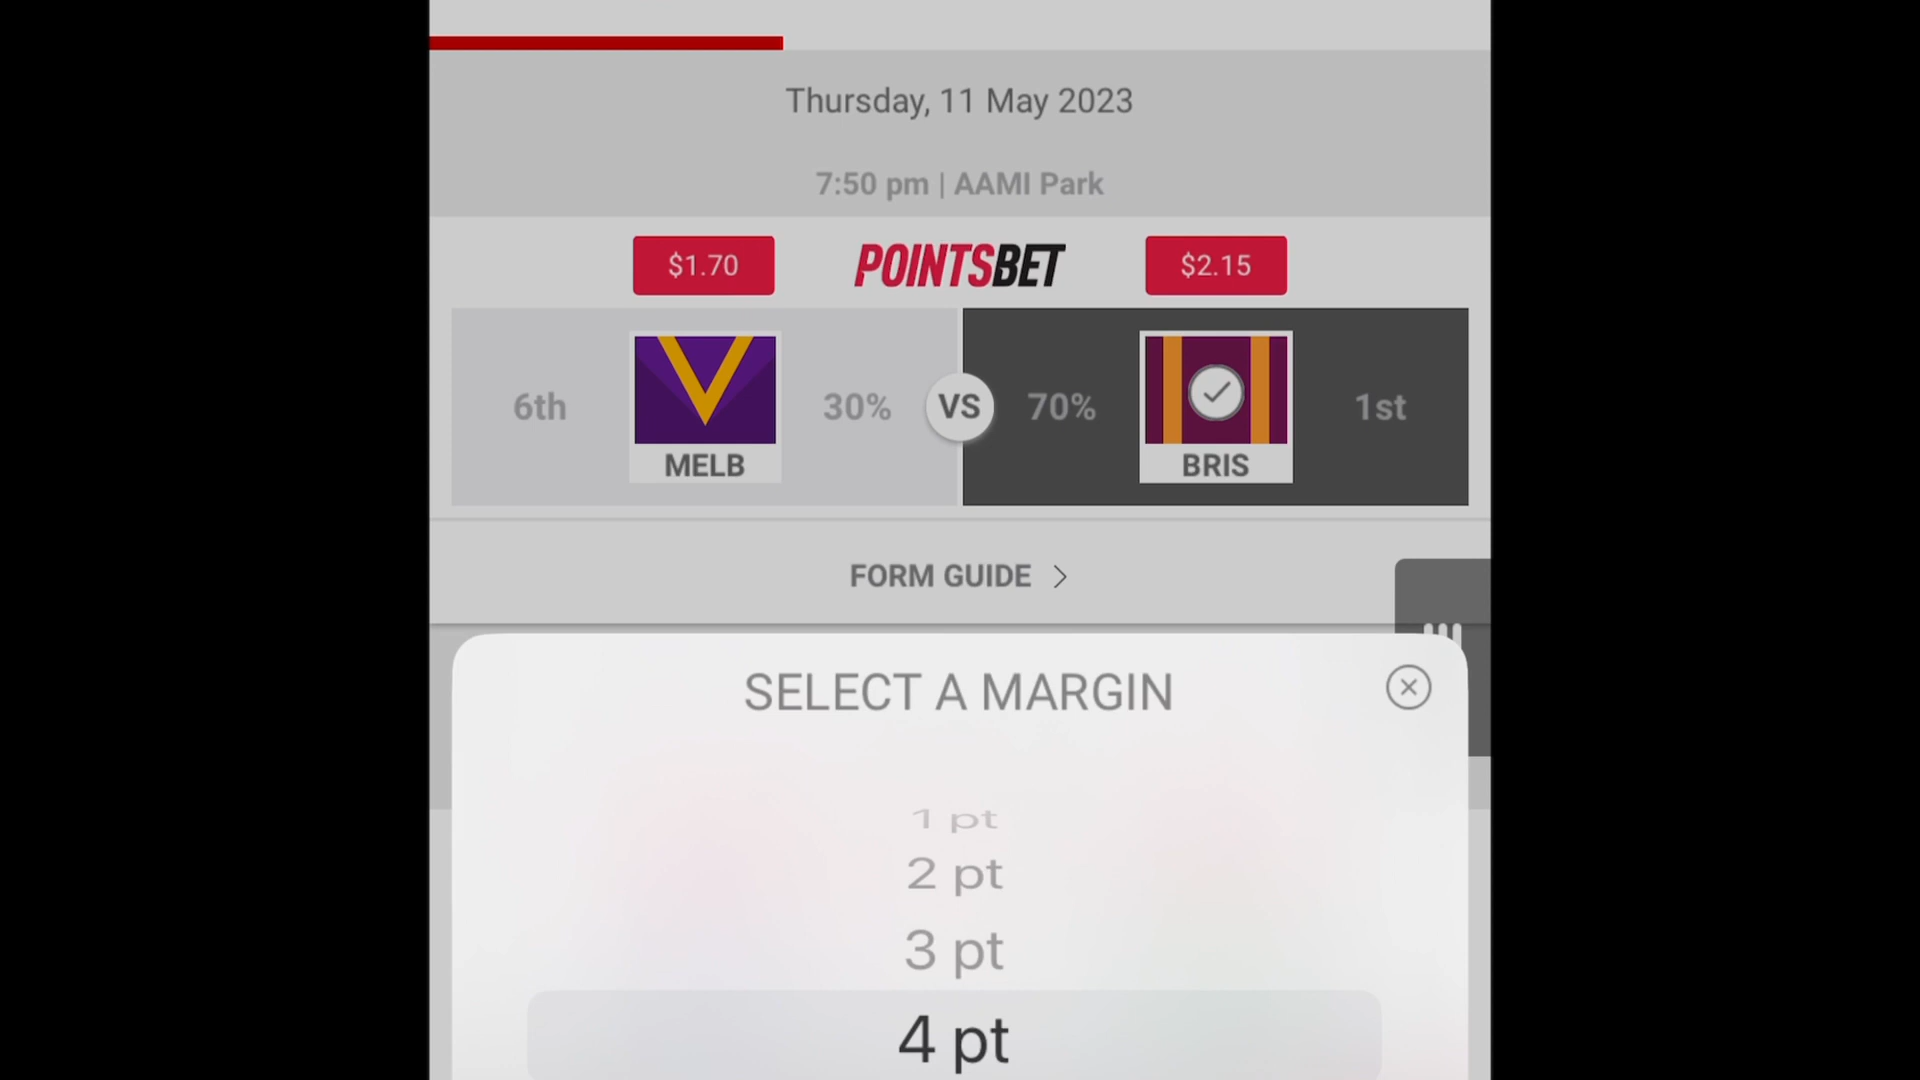 Thursday, 11 May 2023
7:50 pm | AAMI Park
$1.70 POINTSBET $2.15
6th 30% VS 70% 1st
MELB BRIS
FORM GUIDE
SELECT A MARGIN
1 pt
2 pt
3 pt
4 pt